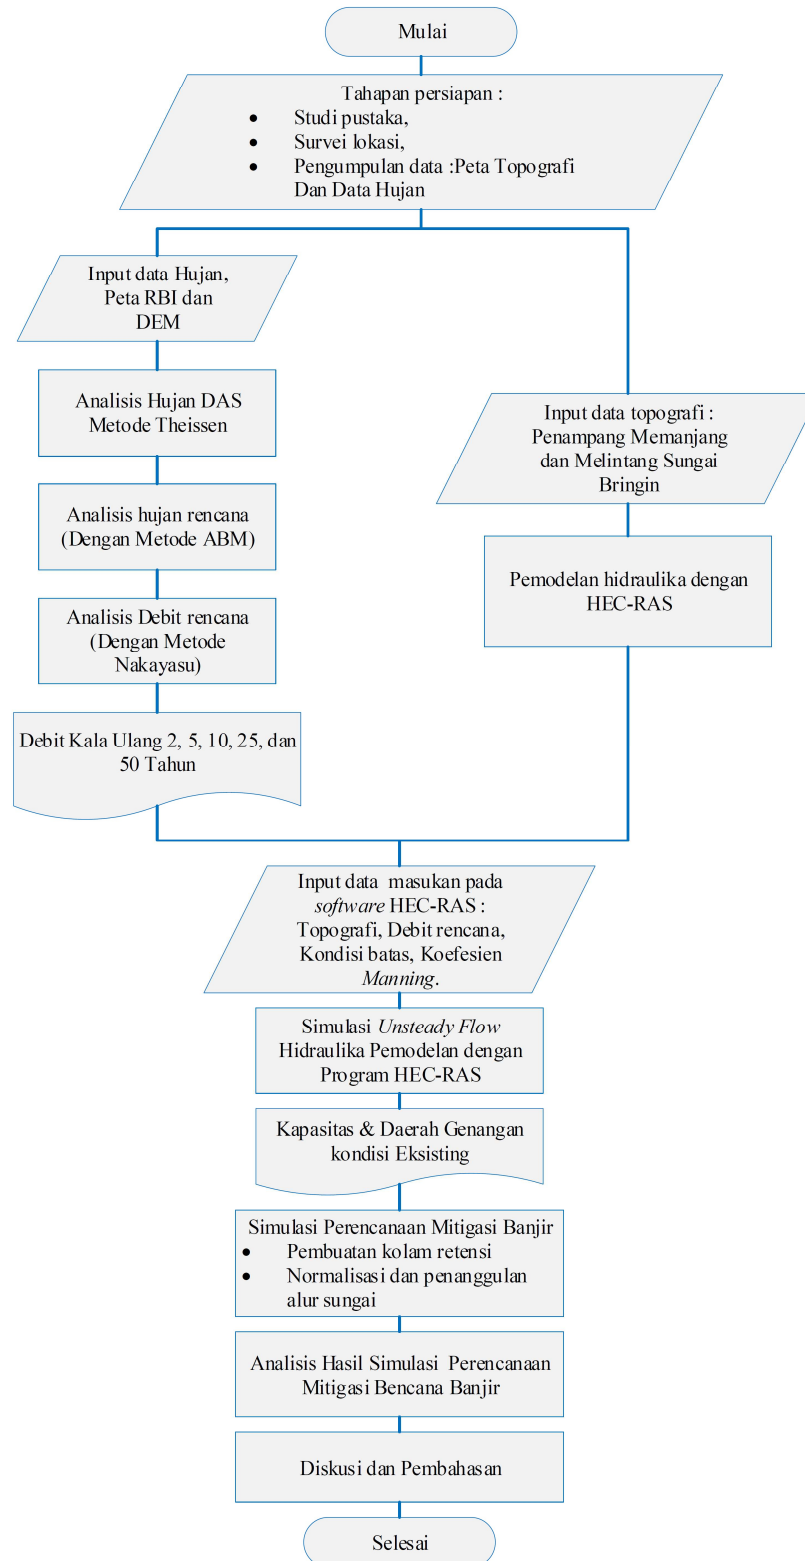 Mulai
Tahapan persiapan :
• Studi pustaka,
• Survei lokasi,
• Pengumpulan data :Peta Topografi
Dan Data Hujan
Input data Hujan,
Peta RBI dan
DEM
Analisis Hujan DAS
Metode Theissen
Analisis hujan rencana
(Dengan Metode ABM)
Analisis Debit rencana
(Dengan Metode
Nakayasu)
Debit Kala Ulang 2, 5, 10, 25, dan
50 Tahun
Input data topografi :
Penampang Memanjang
dan Melintang Sungai
Bringin
Pemodelan hidraulika dengan
HEC-RAS
Input data masukan pada
software HEC-RAS :
Topografi, Debit rencana,
Kondisi batas, Koefesien
Manning.
Simulasi Unsteady Flow
Hidraulika Pemodelan dengan
Program HEC-RAS
Kapasitas & Daerah Genangan
kondisi Eksisting
Simulasi Perencanaan Mitigasi Banjir
• Pembuatan kolam retensi
• Normalisasi dan penanggulan
alur sungai
Analisis Hasil Simulasi Perencanaan
Mitigasi Bencana Banjir
Diskusi dan Pembahasan
Selesai